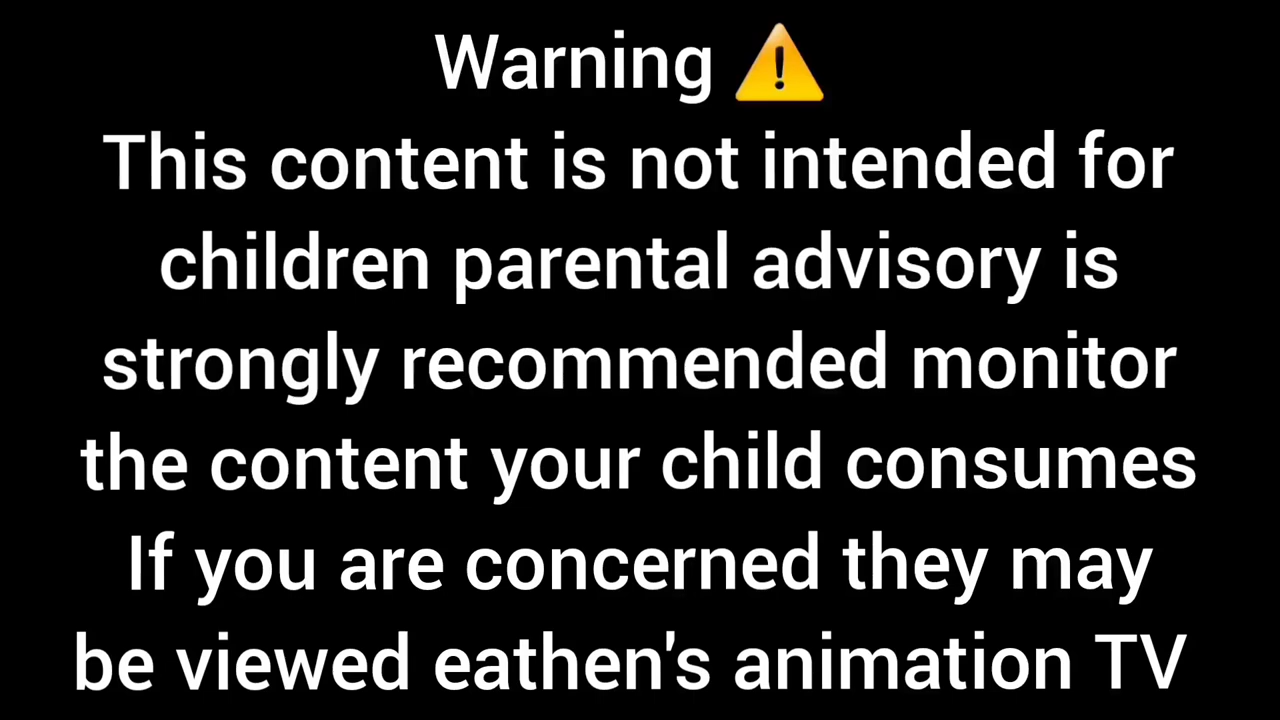 Warning ⚠️
This content is not intended for
children parental advisory is
strongly recommended monitor
the content your child consumes
If you are concerned they may
be viewed eathen's animation TV